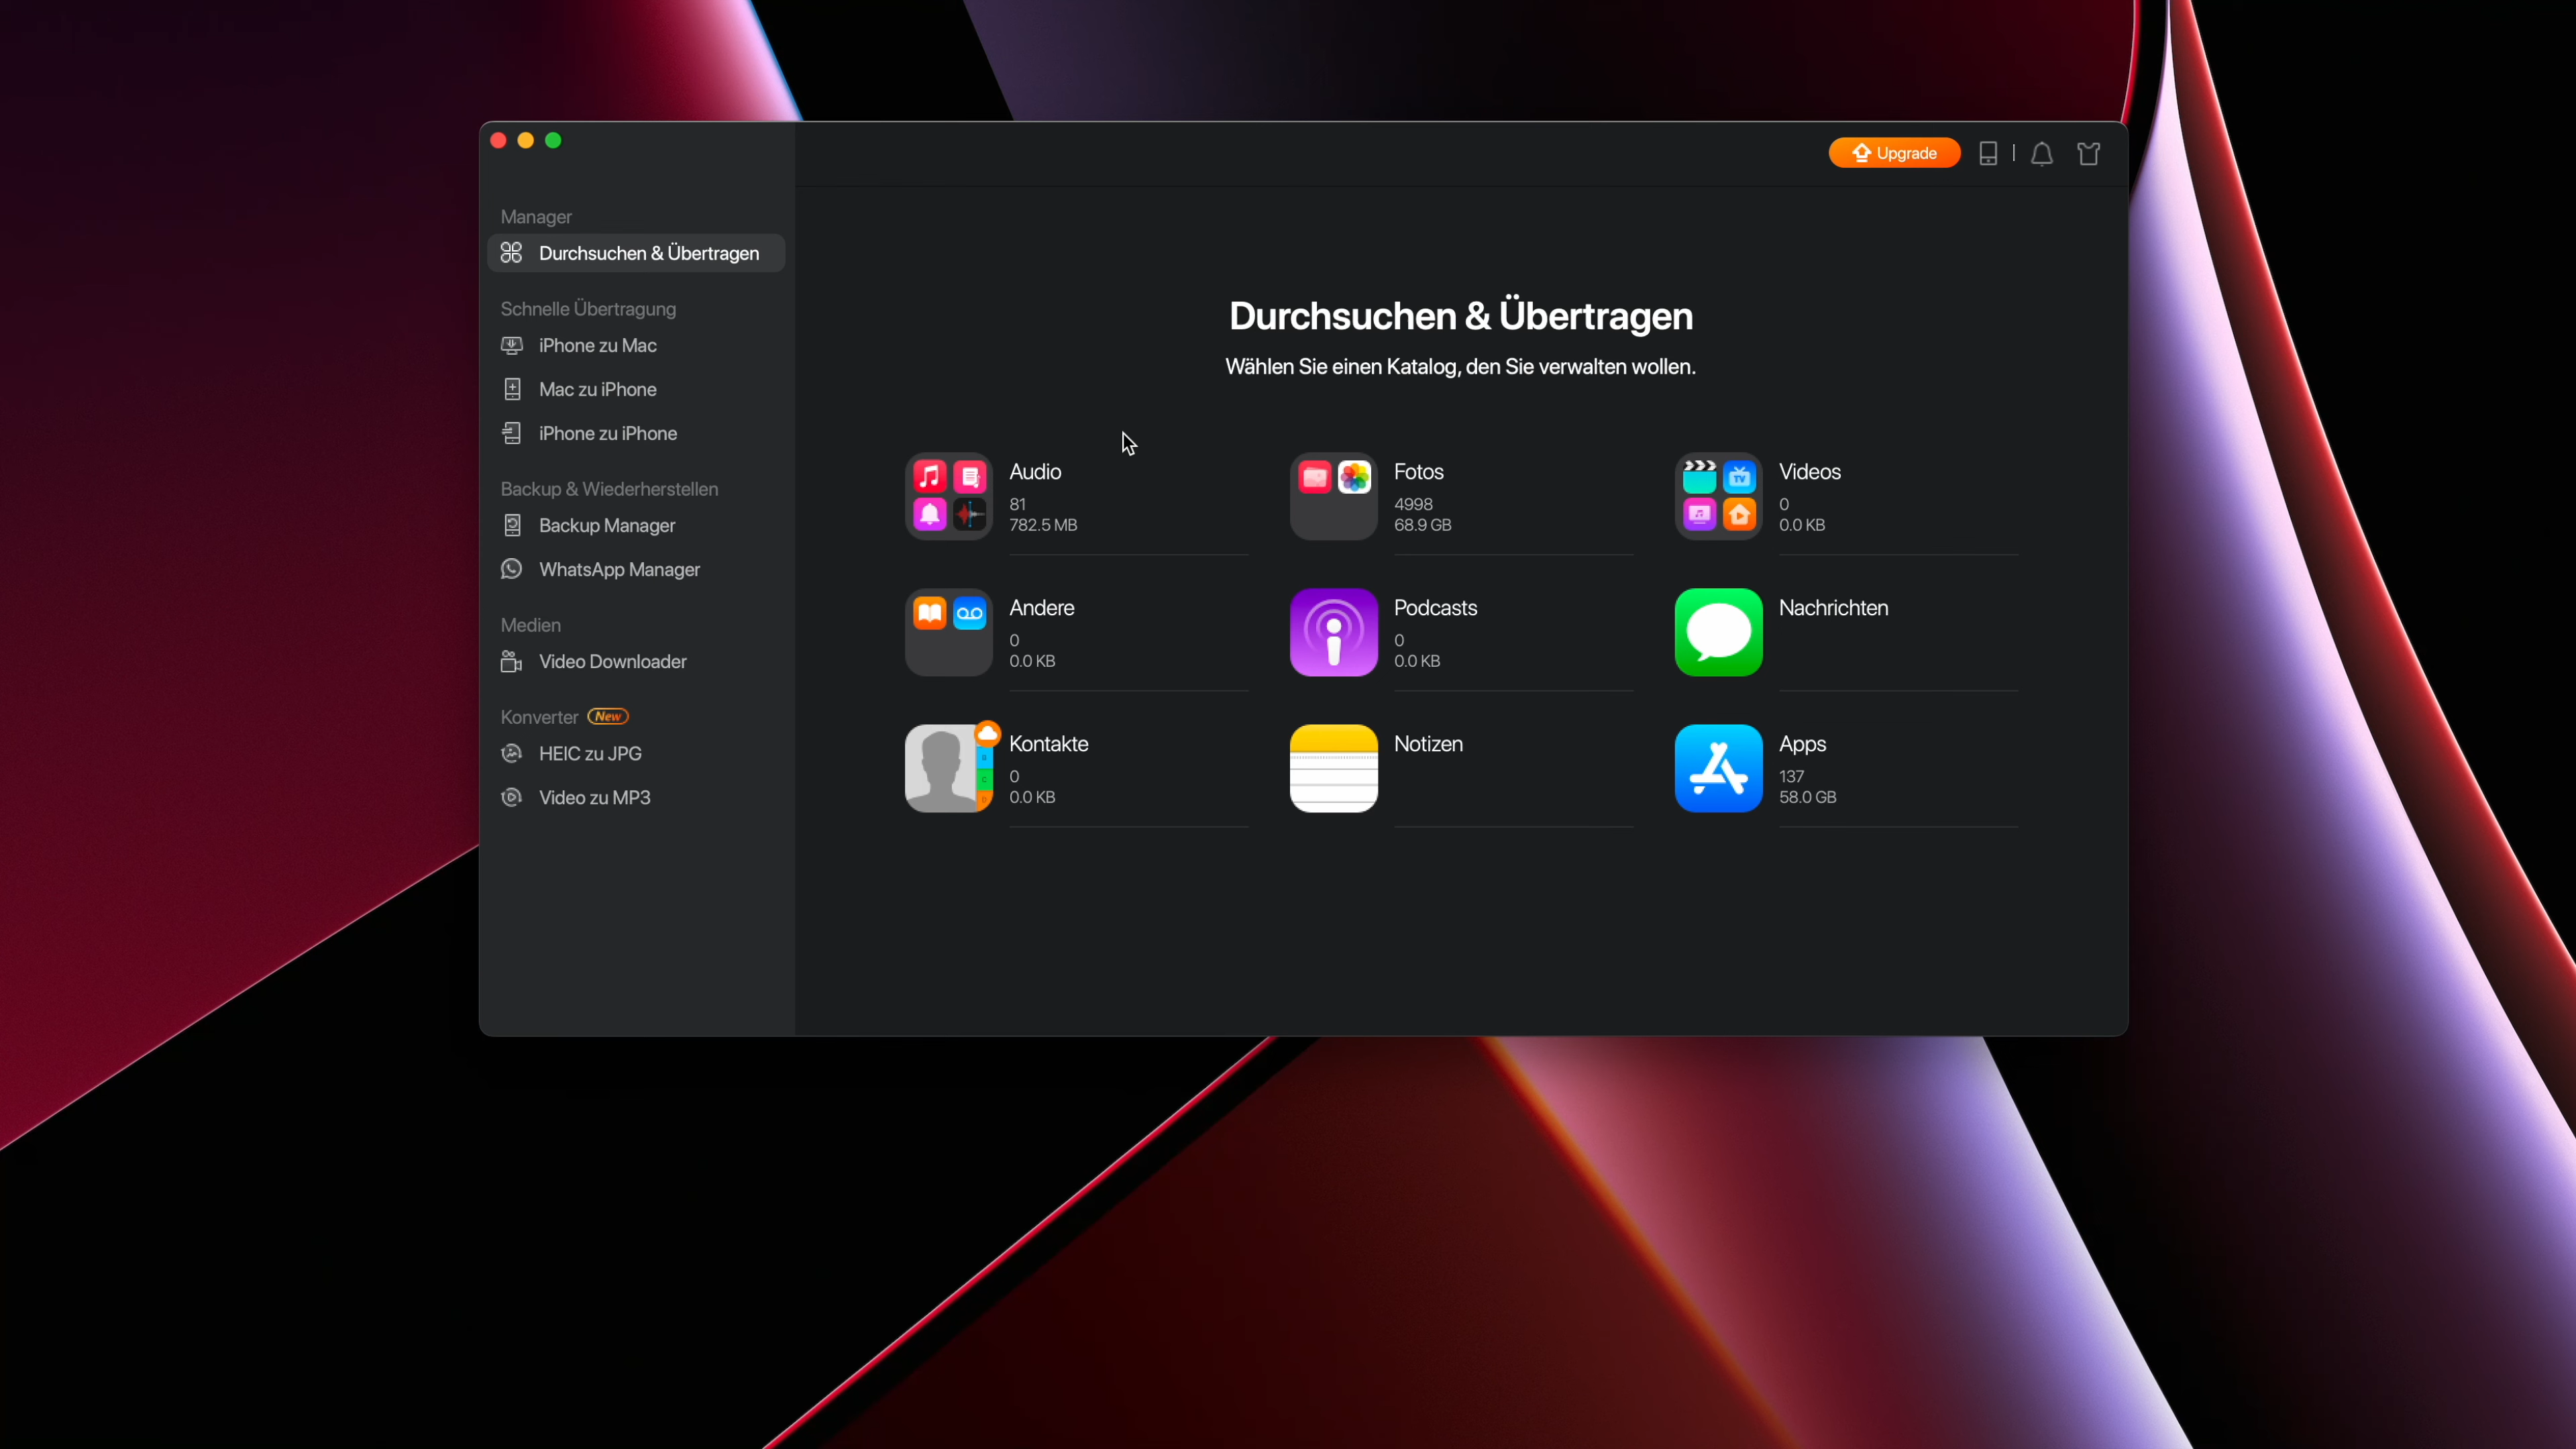 Upgrade
Manager
Durchsuchen & Übertragen
Schnelle Übertragung
iPhone zu Mac
Mac zu iPhone
iPhone zu iPhone
Backup & Wiederherstellen
Backup Manager
WhatsApp Manager
Medien
Video Downloader
Konverter New
HEIC zu JPG
Video zu MP3
Durchsuchen & Übertragen
Wählen Sie einen Katalog, den Sie verwalten wollen.
Audio
81
782.5 MB
Fotos
4998
68.9 GB
Videos
0
0.0 KB
Andere
0
0.0 KB
Podcasts
0
0.0 KB
Nachrichten
Kontakte
0
0.0 KB
Notizen
Apps
137
58.0 GB